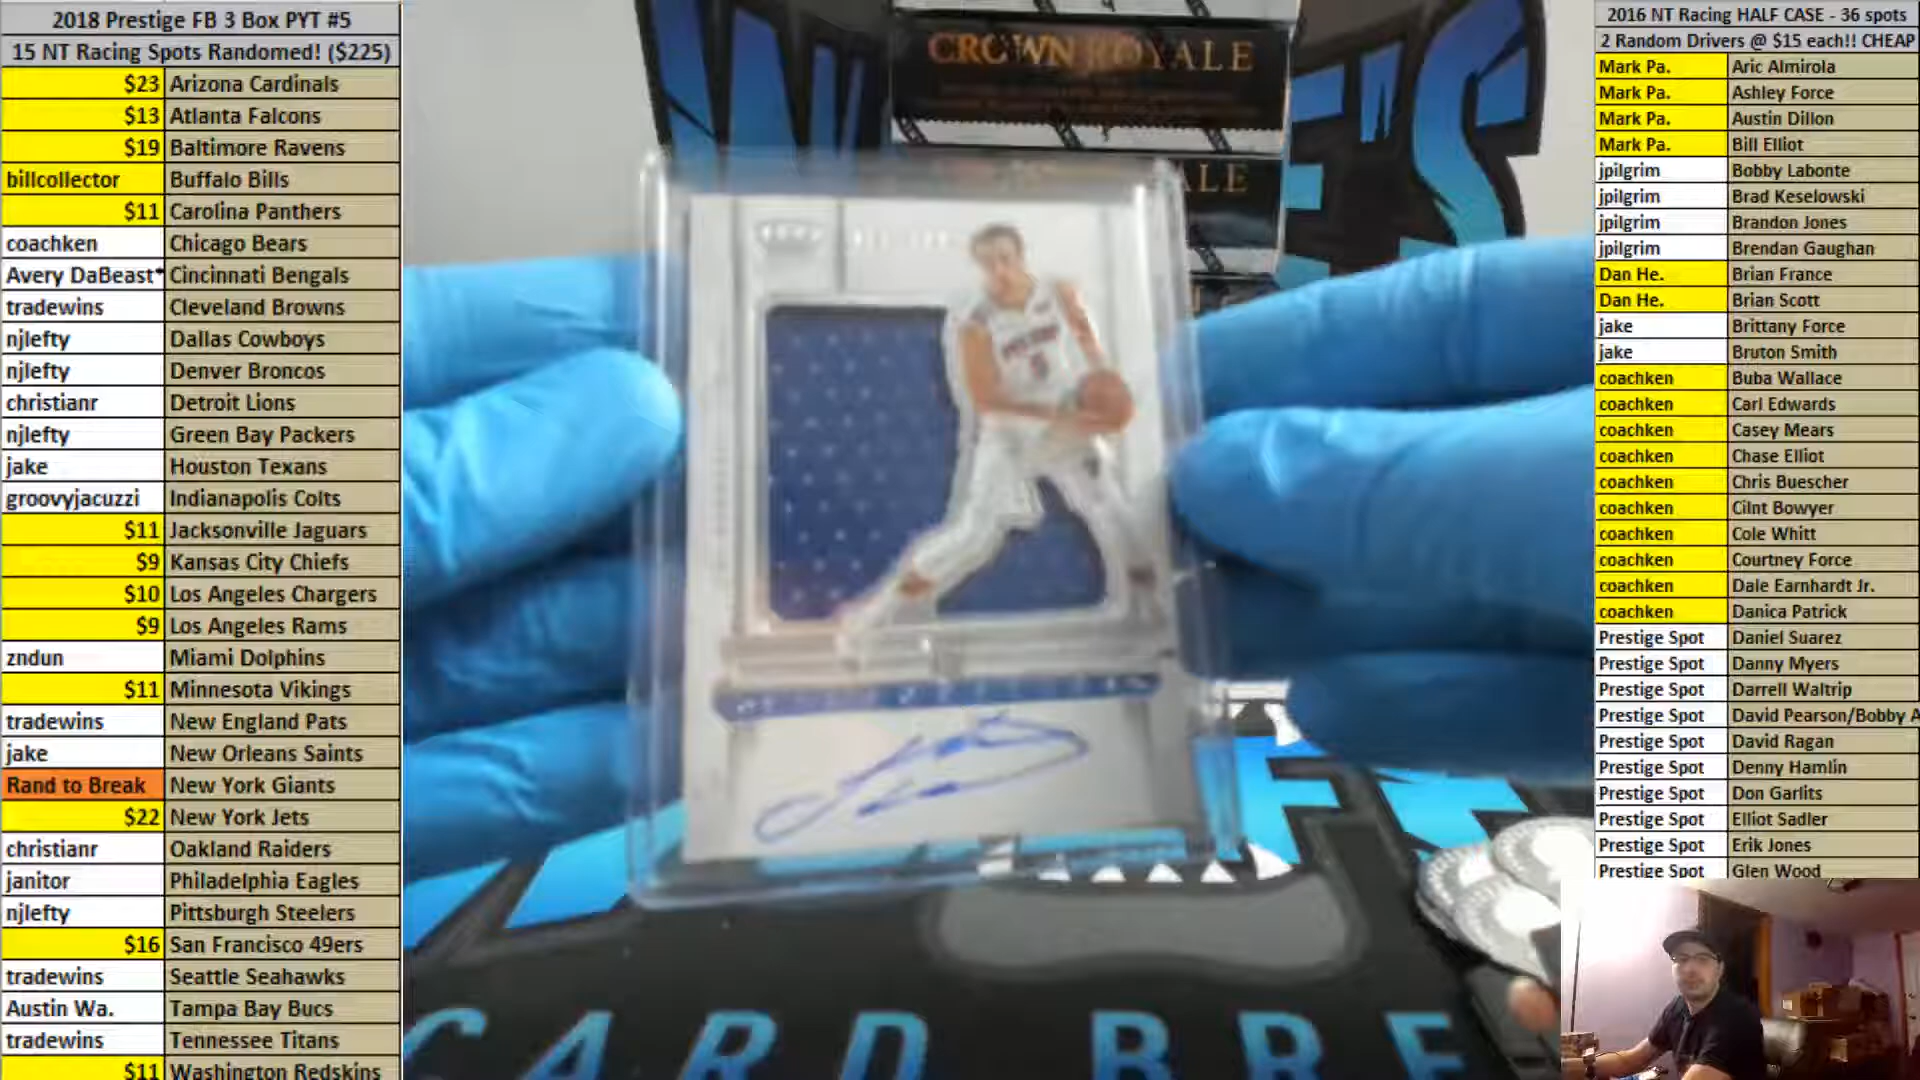 2018 Prestige FB 3 Box PYT #5
15 NT Racing Spots Randomed! ($225)
$23 Arizona Cardinals
$13 Atlanta Falcons
$19 Baltimore Ravens
billcollector Buffalo Bills
$11 Carolina Panthers
coachken Chicago Bears
Avery DaBeast* Cincinnati Bengals
tradewins Cleveland Browns
njlefty Dallas Cowboys
njlefty Denver Broncos
christianr Detroit Lions
njlefty Green Bay Packers
jake Houston Texans
groovyjacuzzi Indianapolis Colts
$11 Jacksonville Jaguars
$9 Kansas City Chiefs
$10 Los Angeles Chargers
$9 Los Angeles Rams
zndun Miami Dolphins
$11 Minnesota Vikings
tradewins New England Pats
jake New Orleans Saints
Rand to Break New York Giants
$22 New York Jets
christianr Oakland Raiders
janitor Philadelphia Eagles
njlefty Pittsburgh Steelers
$16 San Francisco 49ers
tradewins Seattle Seahawks
Austin Wa. Tampa Bay Bucs
tradewins Tennessee Titans
$11 Washington Redskins
CROWN ROYALE
ALE
CARD BRE
2016 NT Racing HALF CASE - 36 spots
2 Random Drivers @ $15 each!! CHEAP
Mark Pa. Aric Almirola
Mark Pa. Ashley Force
Mark Pa. Austin Dillon
Mark Pa. Bill Elliot
jpilgrim Bobby Labonte
jpilgrim Brad Keselowski
jpilgrim Brandon Jones
jpilgrim Brendan Gaughan
Dan He. Brian France
Dan He. Brian Scott
jake Brittany Force
jake Bruton Smith
coachken Buba Wallace
coachken Carl Edwards
coachken Casey Mears
coachken Chase Elliot
coachken Chris Buescher
coachken Cilnt Bowyer
coachken Cole Whitt
coachken Courtney Force
coachken Dale Earnhardt Jr.
coachken Danica Patrick
Prestige Spot Daniel Suarez
Prestige Spot Danny Myers
Prestige Spot Darrell Waltrip
Prestige Spot David Pearson/Bobby A
Prestige Spot David Ragan
Prestige Spot Denny Hamlin
Prestige Spot Don Garlits
Prestige Spot Elliot Sadler
Prestige Spot Erik Jones
Prestige Spot Glen Wood